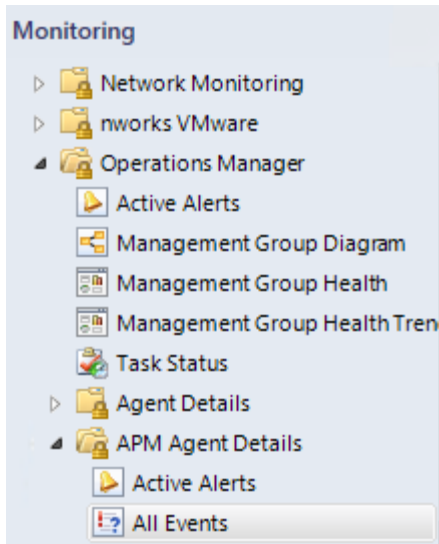 Monitoring
Network Monitoring
nworks VMware
Operations Manager
Active Alerts
Management Group Diagram
Management Group Health
Management Group Health Tren
Task Status
Agent Details
APM Agent Details
Active Alerts
All Events